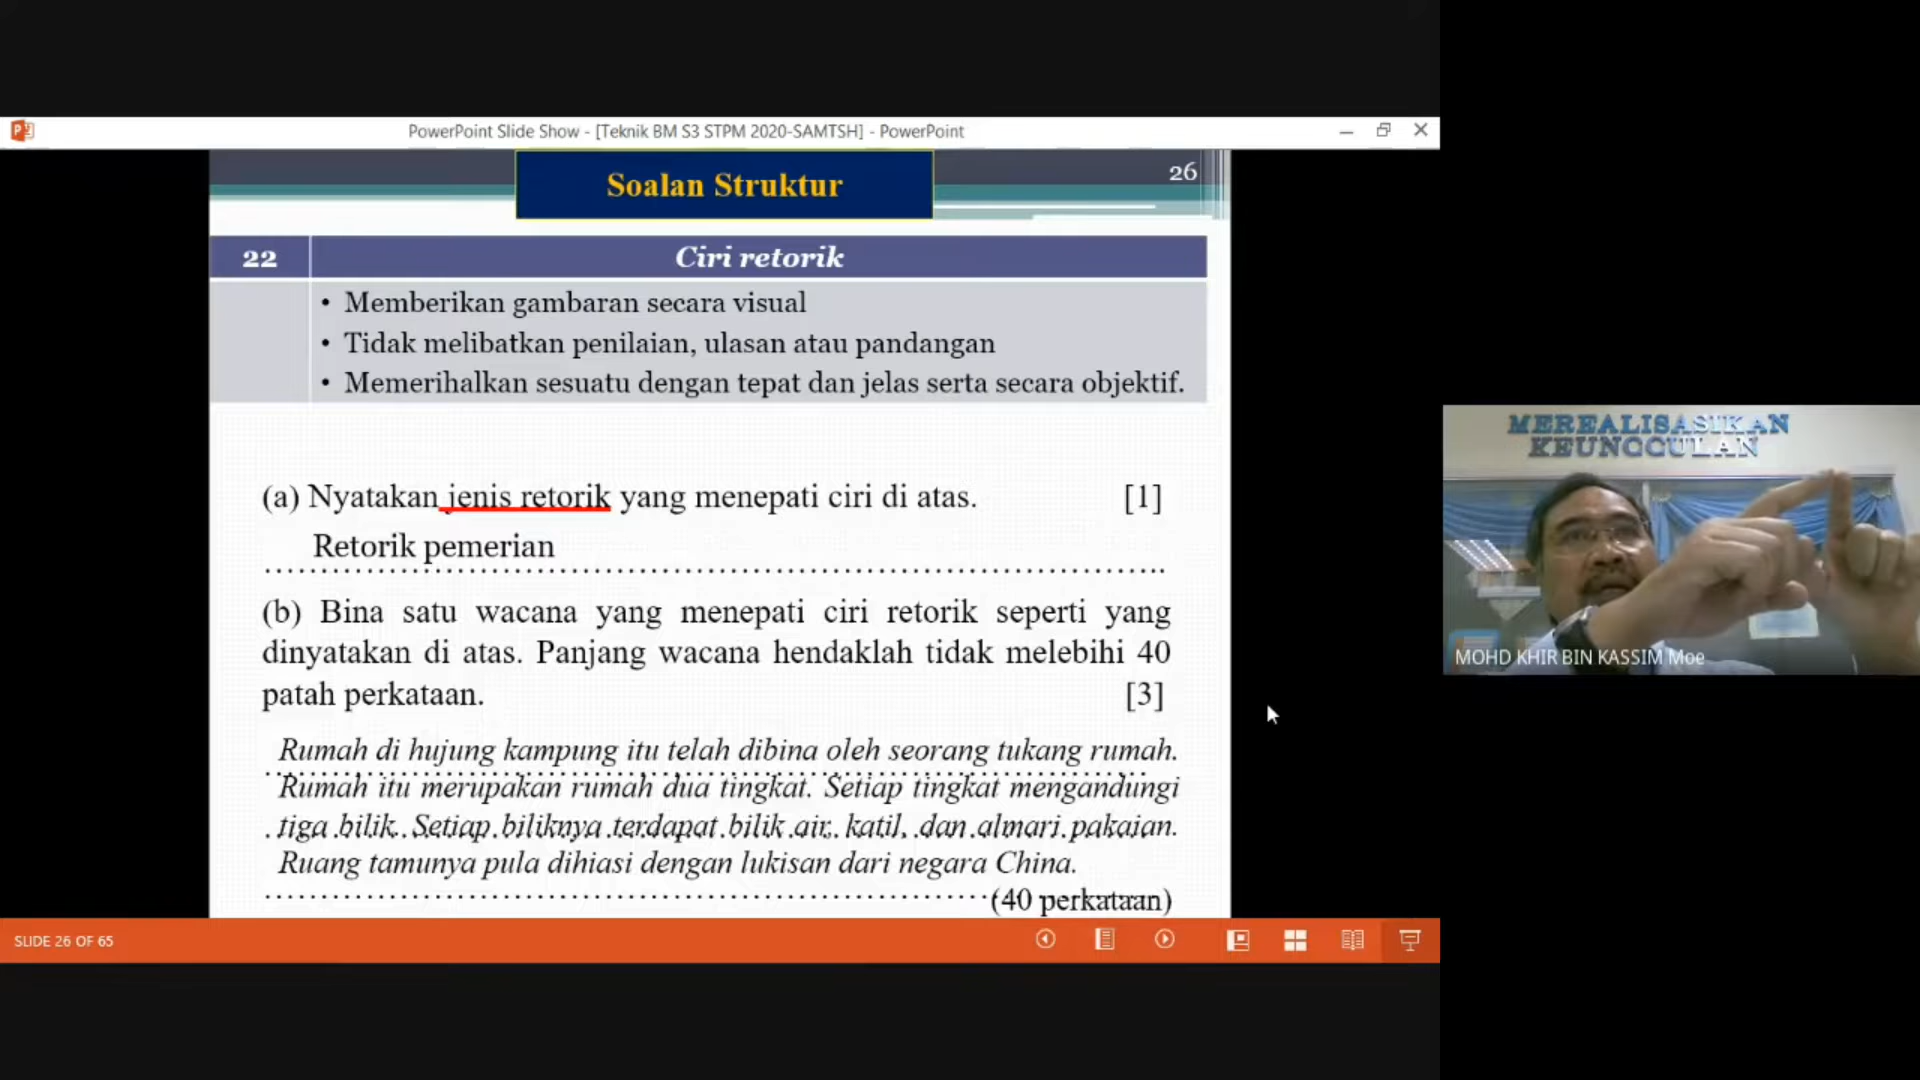 PowerPoint Slide Show - [Teknik BM S3 STPM 2020-SAMTSH] - PowerPoint
Soalan Struktur
26
22 Ciri retorik
• Memberikan gambaran secara visual
• Tidak melibatkan penilaian, ulasan atau pandangan
• Memerihalkan sesuatu dengan tepat dan jelas serta secara objektif.
(a) Nyatakan jenis retorik yang menepati ciri di atas. [1]
Retorik pemerian
(b) Bina satu wacana yang menepati ciri retorik seperti yang
dinyatakan di atas. Panjang wacana hendaklah tidak melebihi 40
patah perkataan. [3]
Rumah di hujung kampung itu telah dibina oleh seorang tukang rumah.
Rumah itu merupakan rumah dua tingkat. Setiap tingkat mengandungi
tiga bilik. Setiap biliknya terdapat bilik air, katil, dan almari pakaian.
Ruang tamunya pula dihiasi dengan lukisan dari negara China.
(40 perkataan)
SLIDE 26 OF 65
MEREALISASIKAN
KEUNGGULAN
MOHD KHIR BIN KASSIM Moe